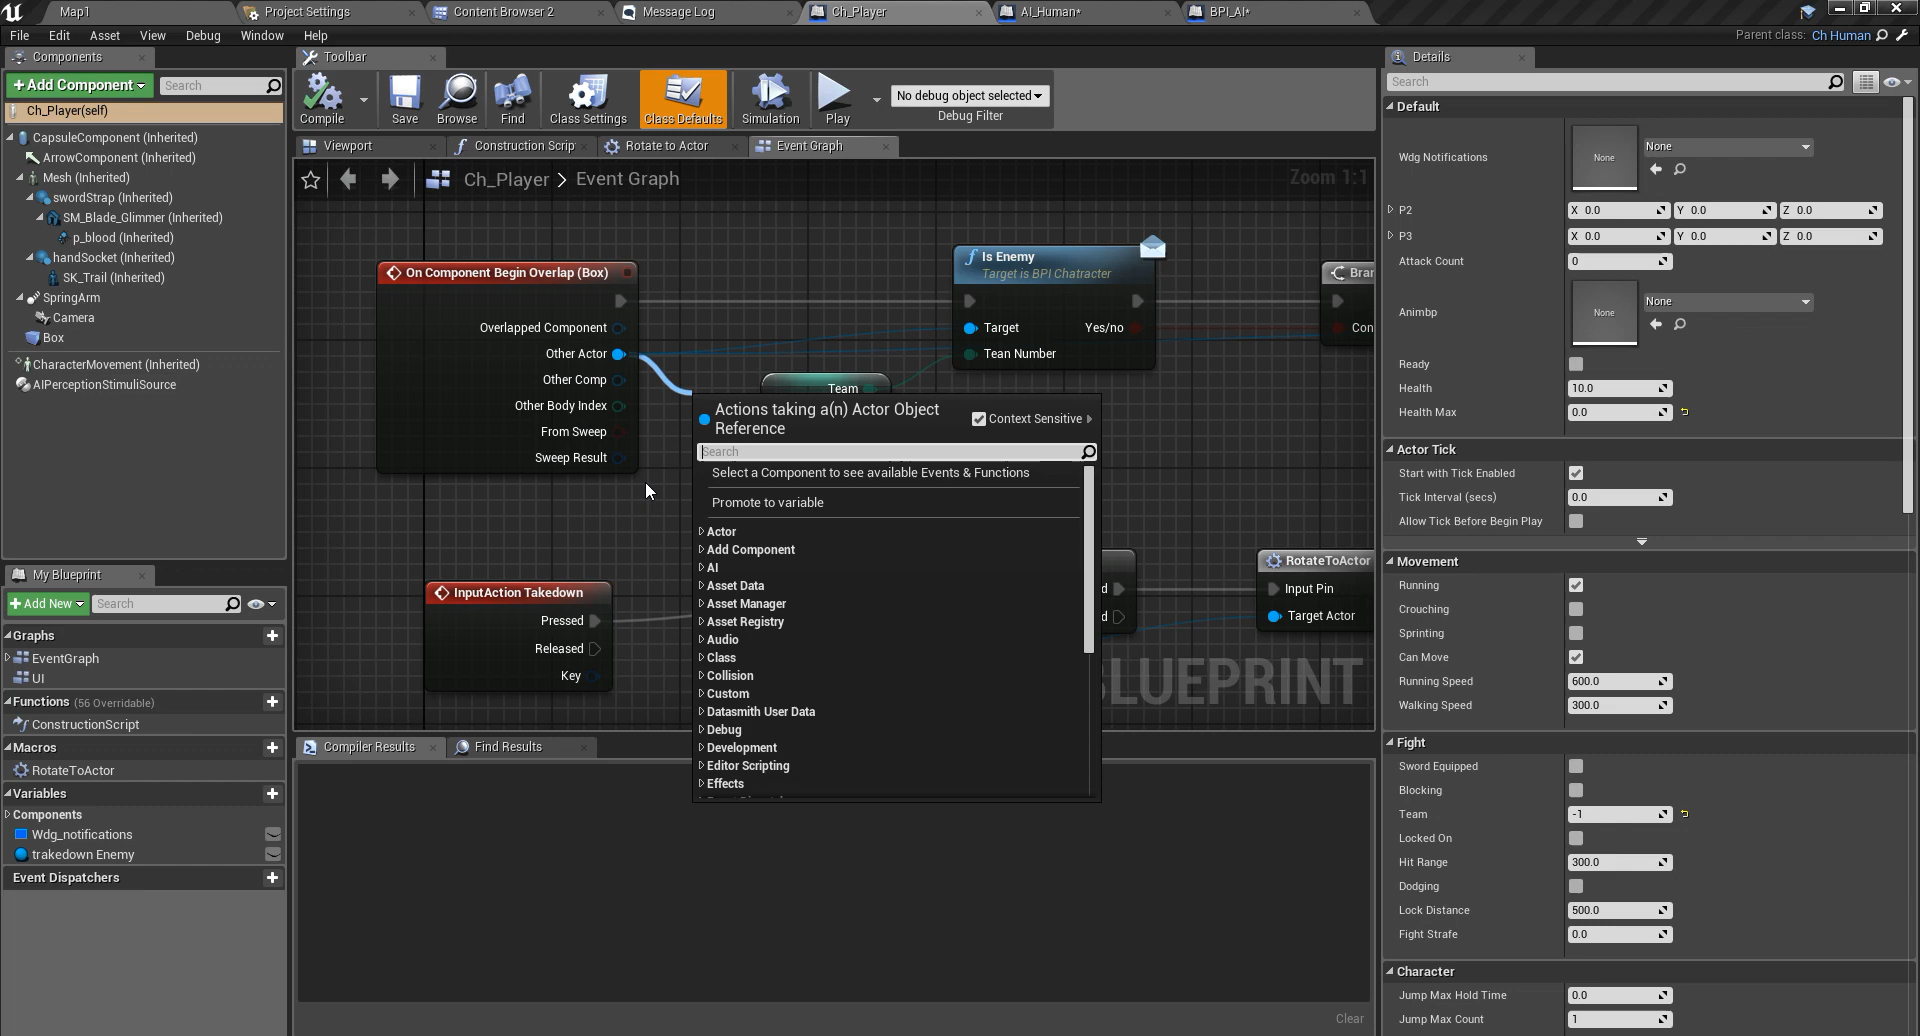 Map1
Project Settings
Content Browser 2
Message Log
Ch_Player
AI_Human*
BPI_AI*
File Edit Asset View Debug Window Help
Parent class: Ch Human
Components
+Add Component
Search
Ch_Player(self)
CapsuleComponent (Inherited)
ArrowComponent (Inherited)
Mesh (Inherited)
swordStrap (Inherited)
SM_Blade_Glimmer (Inherited)
p_blood (Inherited)
handSocket (Inherited)
SK_Trail (Inherited)
SpringArm
Camera
Box
CharacterMovement (Inherited)
AIPerceptionStimuliSource
My Blueprint
+Add New
Search
Graphs
EventGraph
UI
Functions (56 Overridable)
ConstructionScript
Macros
RotateToActor
Variables
Components
Wdg_notifications
trakedown Enemy
Event Dispatchers
Toolbar
Compile
Save
Browse
Find
Class Settings
Class Defaults
Simulation
Play
No debug object selected
Debug Filter
Viewport
Construction Scrip
Rotate to Actor
Event Graph
Ch_Player > Event Graph
Zoom 1:1
On Component Begin Overlap (Box)
Overlapped Component
Other Actor
Other Comp
Other Body Index
From Sweep
Sweep Result
Is Enemy
Target is BPI Chatracter
Target
Yes/no
Tean Number
Team
Bran
Con
InputAction Takedown
Pressed
Released
Key
d
d
RotateToActor
Input Pin
Target Actor
LUEPRINT
Actions taking a(n) Actor Object
Reference
Context Sensitive
Search
Select a Component to see available Events & Functions
Promote to variable
Actor
Add Component
AI
Asset Data
Asset Manager
Asset Registry
Audio
Class
Collision
Custom
Datasmith User Data
Debug
Development
Editor Scripting
Effects
Compiler Results
Find Results
Clear
Details
Search
Default
Wdg Notifications
None
None
P2
X 0.0 Y 0.0 Z 0.0
P3
X 0.0 Y 0.0 Z 0.0
Attack Count 0
Animbp
None
None
Ready
Health 10.0
Health Max 0.0
Actor Tick
Start with Tick Enabled
Tick Interval (secs) 0.0
Allow Tick Before Begin Play
Movement
Running
Crouching
Sprinting
Can Move
Running Speed 600.0
Walking Speed 300.0
Fight
Sword Equipped
Blocking
Team -1
Locked On
Hit Range 300.0
Dodging
Lock Distance 500.0
Fight Strafe 0.0
Character
Jump Max Hold Time 0.0
Jump Max Count 1